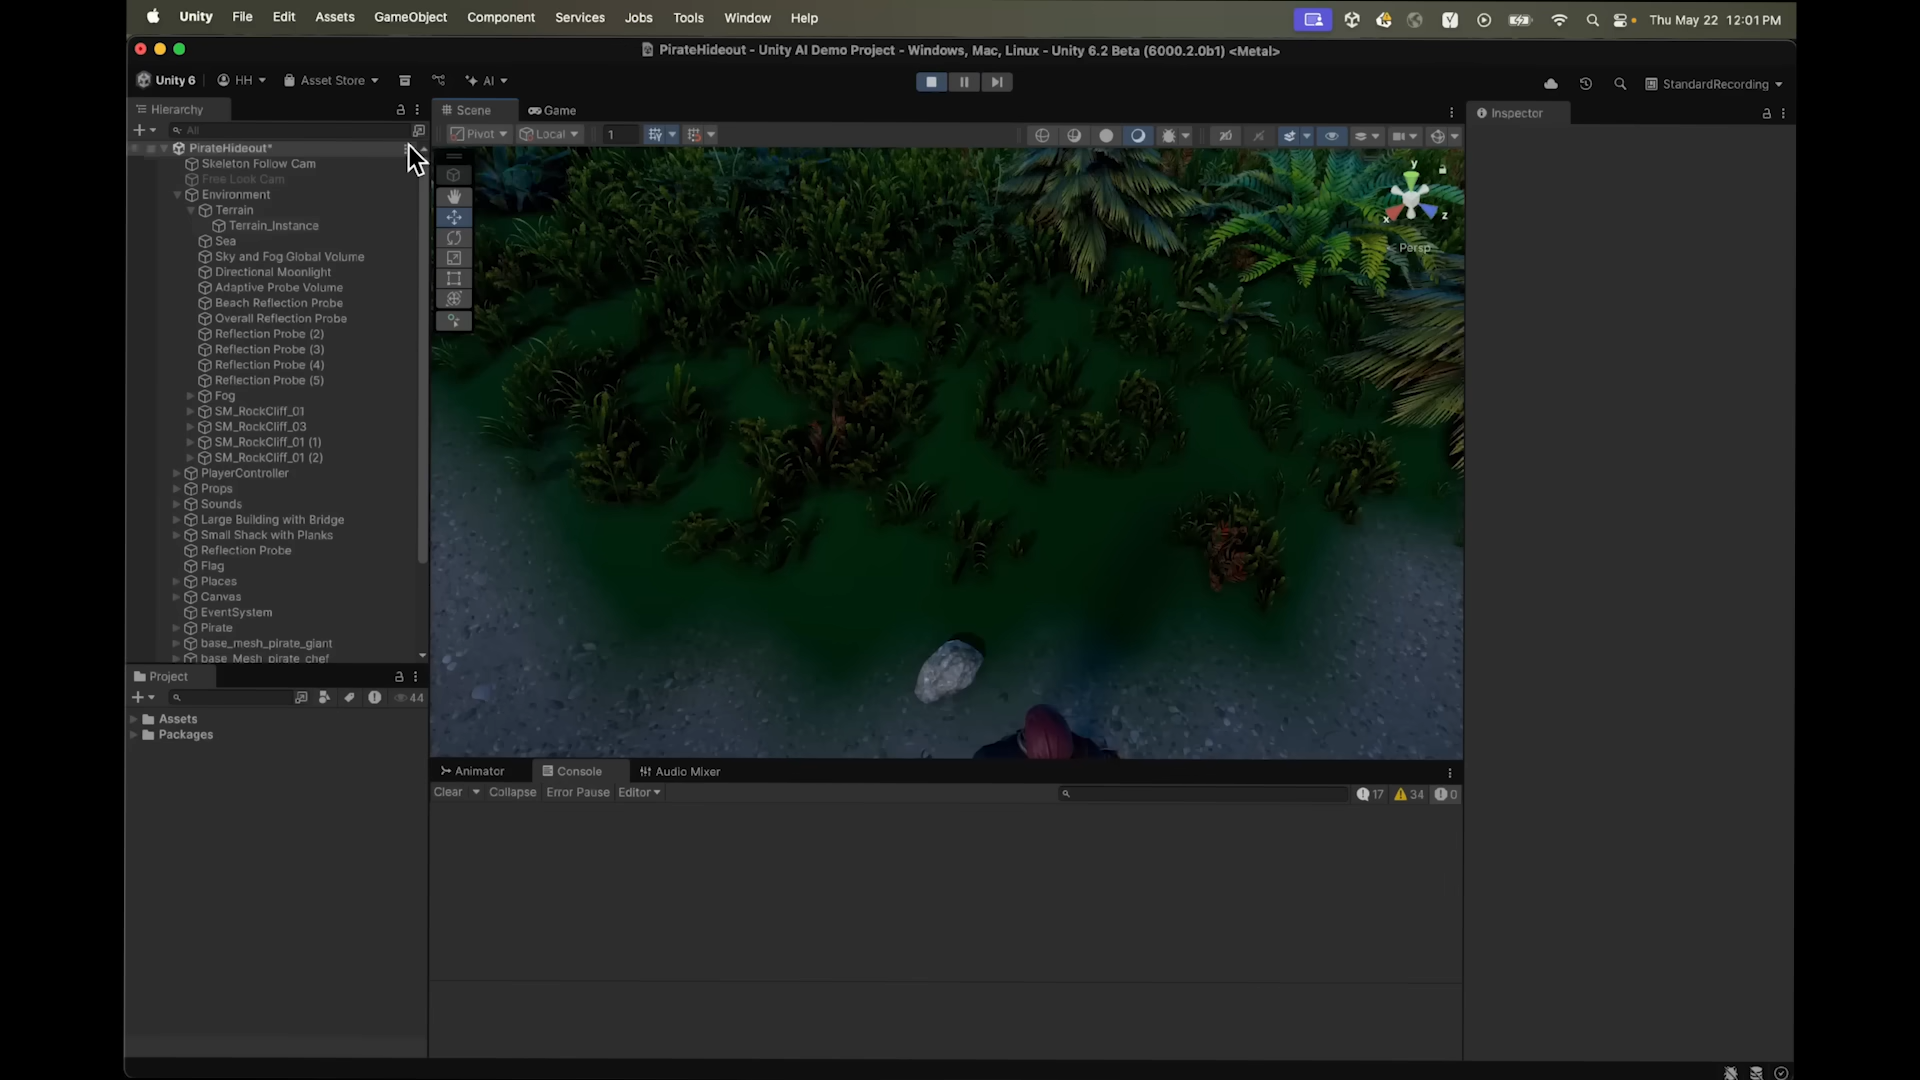 Unity File Edit Assets GameObject Component Services Jobs Tools Window Help Thu May 22 12:01 PM
PirateHideout - Unity AI Demo Project - Windows, Mac, Linux - Unity 6.2 Beta (6000.2.0b1) <Metal>
Unity 6 HH Asset Store AI StandardRecording
Hierarchy
All
PirateHideout*
Skeleton Follow Cam
Free Look Cam
Environment
Terrain
Terrain_Instance
Sea
Sky and Fog Global Volume
Directional Moonlight
Adaptive Probe Volume
Beach Reflection Probe
Overall Reflection Probe
Reflection Probe (2)
Reflection Probe (3)
Reflection Probe (4)
Reflection Probe (5)
Fog
SM_RockCliff_01
SM_RockCliff_03
SM_RockCliff_01 (1)
SM_RockCliff_01 (2)
PlayerController
Props
Sounds
Large Building with Bridge
Small Shack with Planks
Reflection Probe
Flag
Places
Canvas
EventSystem
Pirate
base_mesh_pirate_giant
base_Mesh_pirate_chef
Scene Game
Pivot Local 1
y
x z
Persp
Inspector
Project
44
Assets
Packages
Animator Console Audio Mixer
Clear Collapse Error Pause Editor 17 34 0